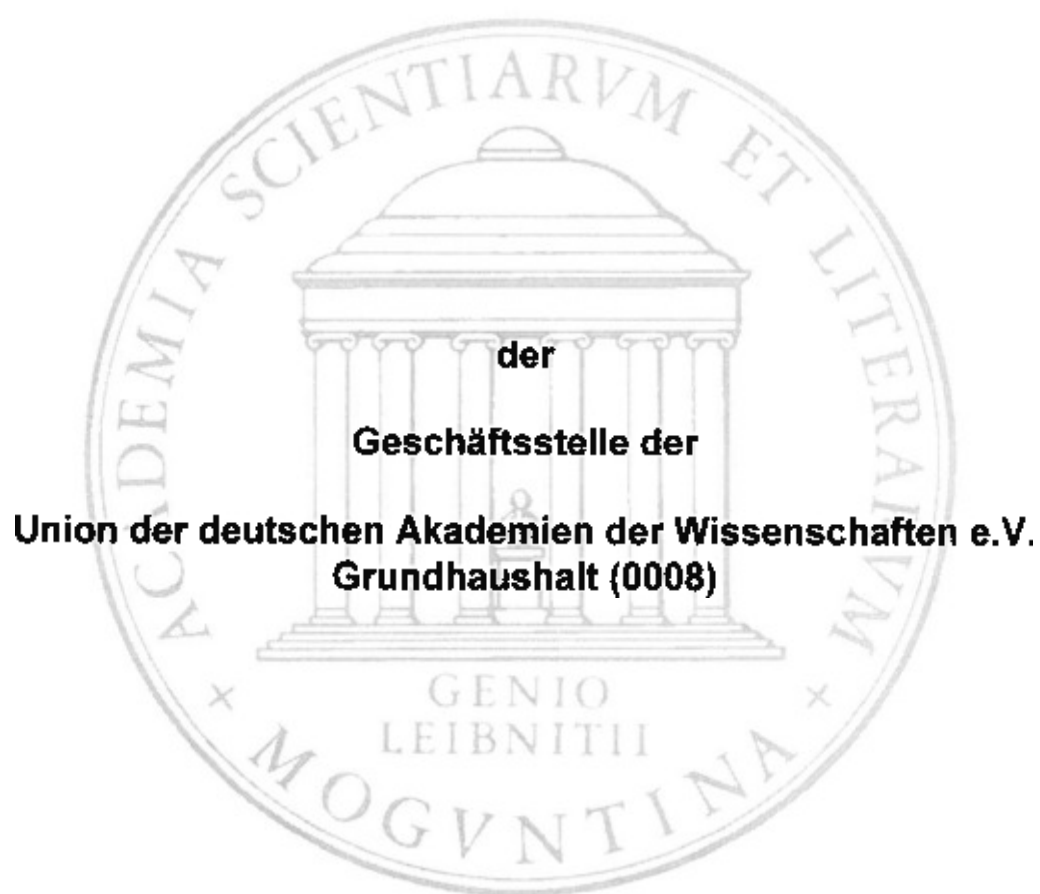 ACADEMIA SCIENTIARVM ET LITERARVM
der
Geschäftsstelle der
Union der deutschen Akademien der Wissenschaften e.V.
Grundhaushalt (0008)
GENIO
LEIBNITII
× MOGVNTINA ×